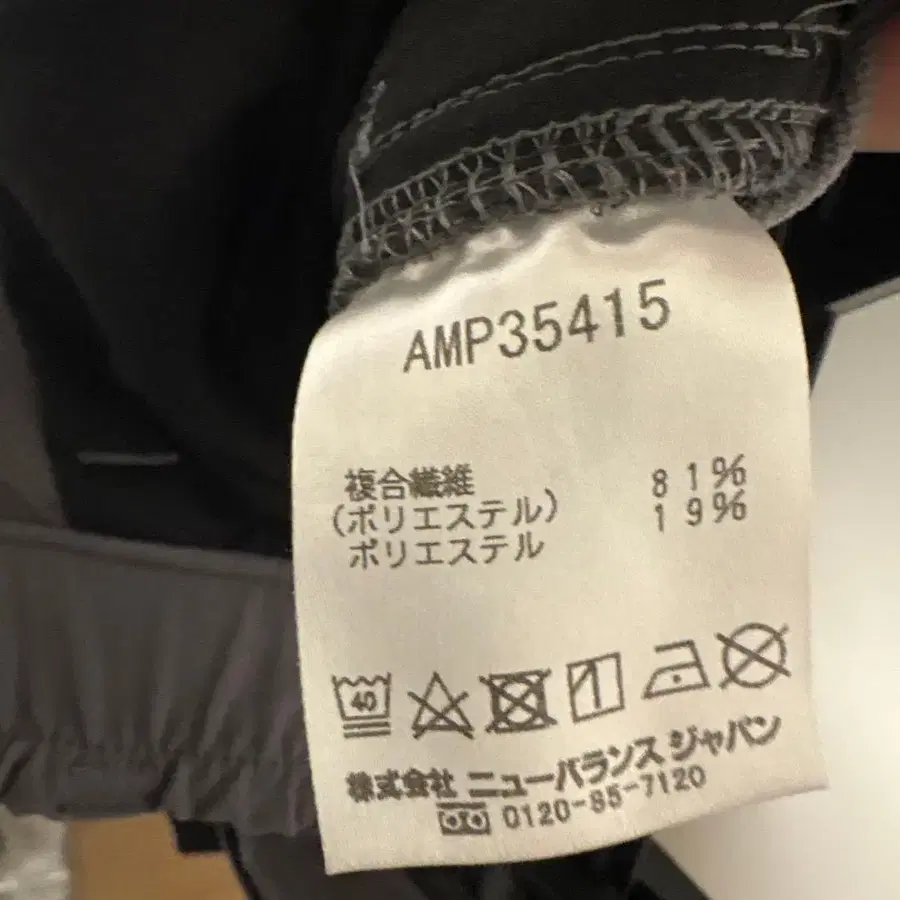 AMP35415
複合繊維 81%
(ポリエステル) 19%
ポリエステル
40
株式会社 ニューバランス ジャパン
0120-85-7120